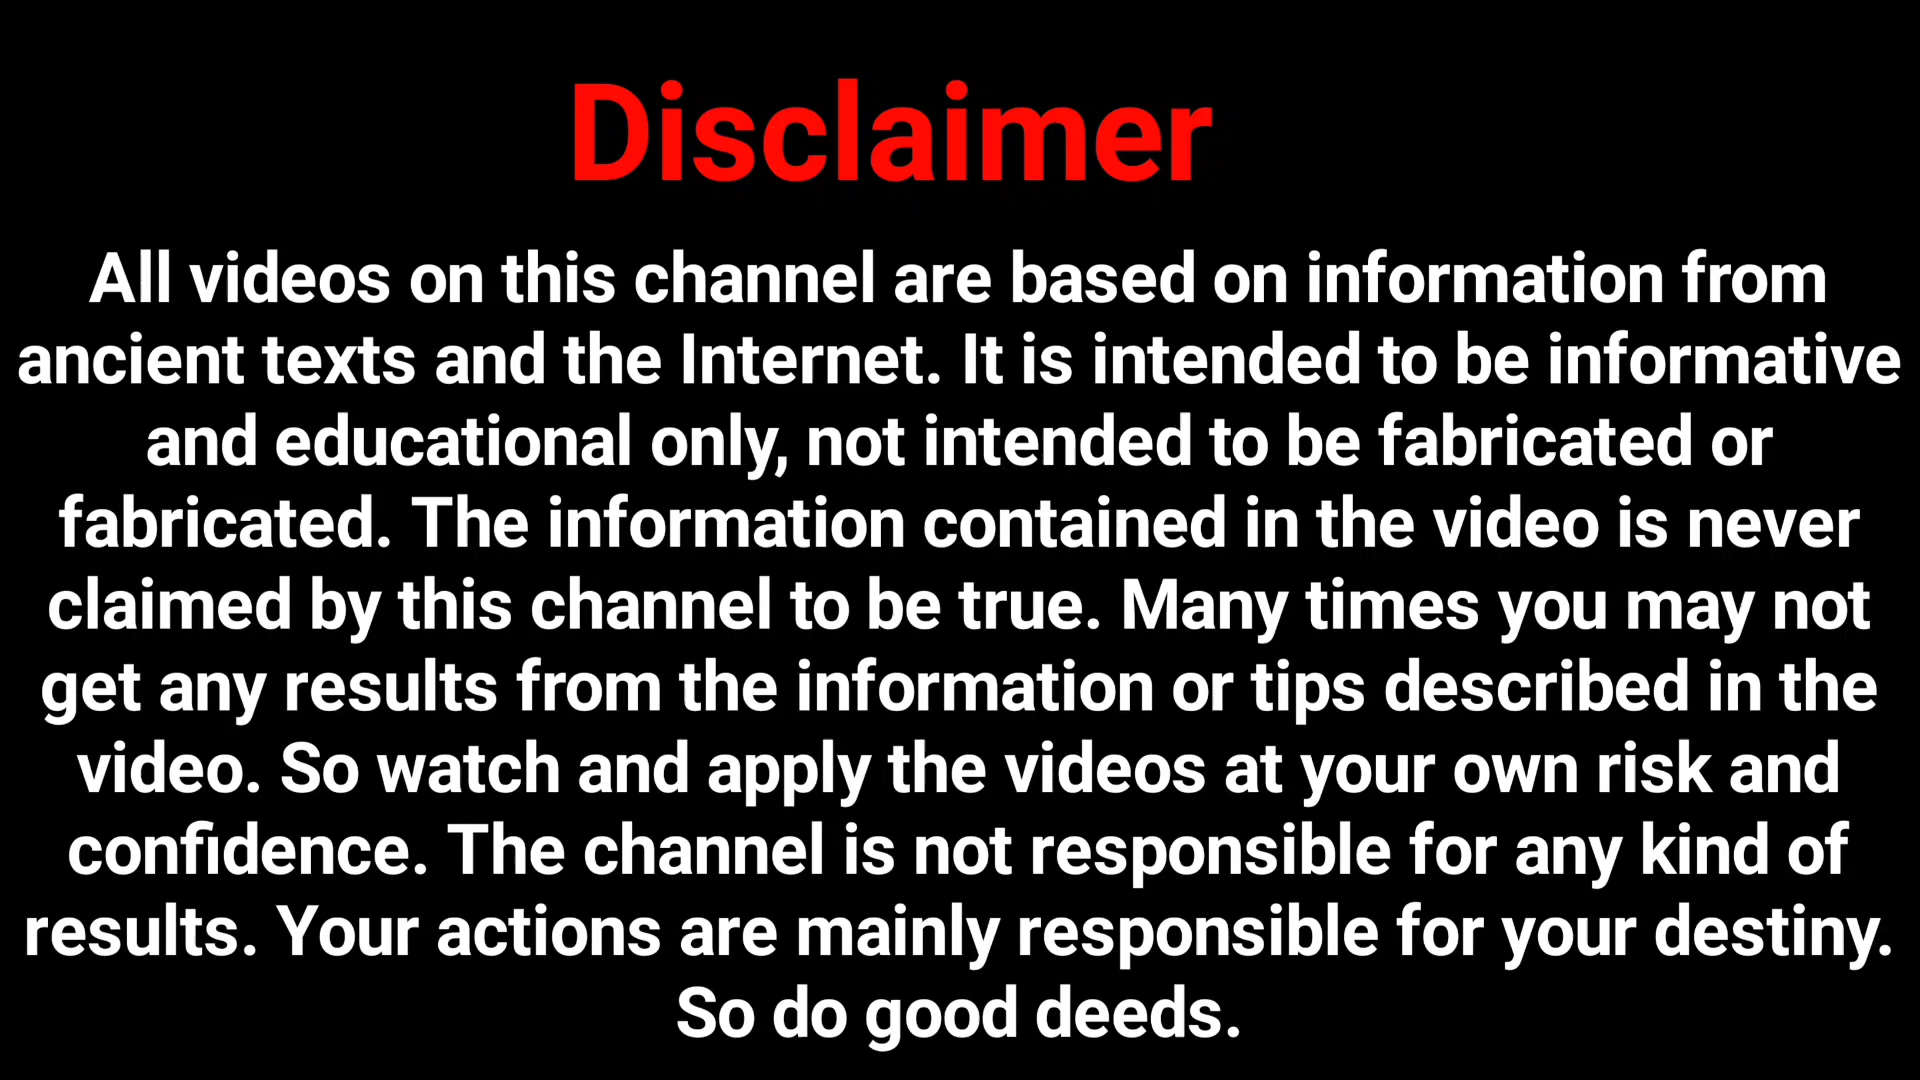 Disclaimer
All videos on this channel are based on information from
ancient texts and the Internet. It is intended to be informative
and educational only, not intended to be fabricated or
fabricated. The information contained in the video is never
claimed by this channel to be true. Many times you may not
get any results from the information or tips described in the
video. So watch and apply the videos at your own risk and
confidence. The channel is not responsible for any kind of
results. Your actions are mainly responsible for your destiny.
So do good deeds.